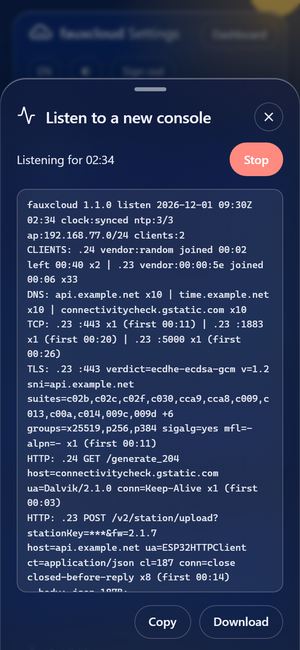 fauxcloud Settings
Dashboard
Sign out
Listen to a new console
Listening for 02:34
Stop
fauxcloud 1.1.0 listen 2026-12-01 09:30Z
02:34 clock:synced ntp:3/3
ap:192.168.77.0/24 clients:2
CLIENTS: .24 vendor:random joined 00:02
left 00:40 x2 | .23 vendor:00:00:5e joined
00:06 x33
DNS: api.example.net x10 | time.example.net
x10 | connectivitycheck.gstatic.com x10
TCP: .23 :443 x1 (first 00:11) | .23 :1883
x1 (first 00:20) | .23 :5000 x1 (first
00:26)
TLS: .23 :443 verdict=ecdhe-ecdsa-gcm v=1.2
sni=api.example.net
suites=c02b,c02c,c02f,c030,cca9,cca8,c009,c
013,c00a,c014,009c,009d +6
groups=x25519,p256,p384 sigalg=yes mfl=-
alpn=- x1 (first 00:11)
HTTP: .24 GET /generate_204
host=connectivitycheck.gstatic.com
ua=Dalvik/2.1.0 conn=Keep-Alive x1 (first
00:03)
HTTP: .23 POST /v2/station/upload?
stationKey=***&fw=2.1.7
host=api.example.net ua=ESP32HTTPClient
ct=application/json cl=187 conn=close
closed-before-reply x8 (first 00:14)
Copy
Download